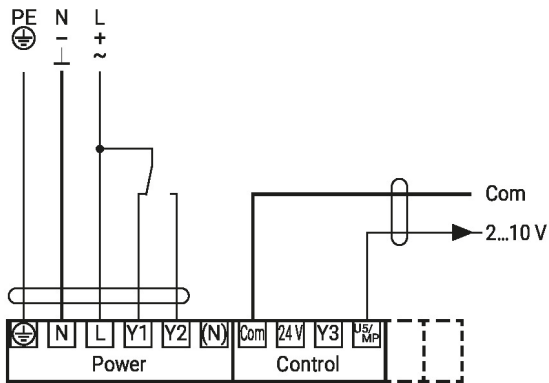 PE N L
− +
⊥ ~
Com
2...10 V
N L Y1 Y2 (N) Com 24 V Y3 U5/MP
Power Control